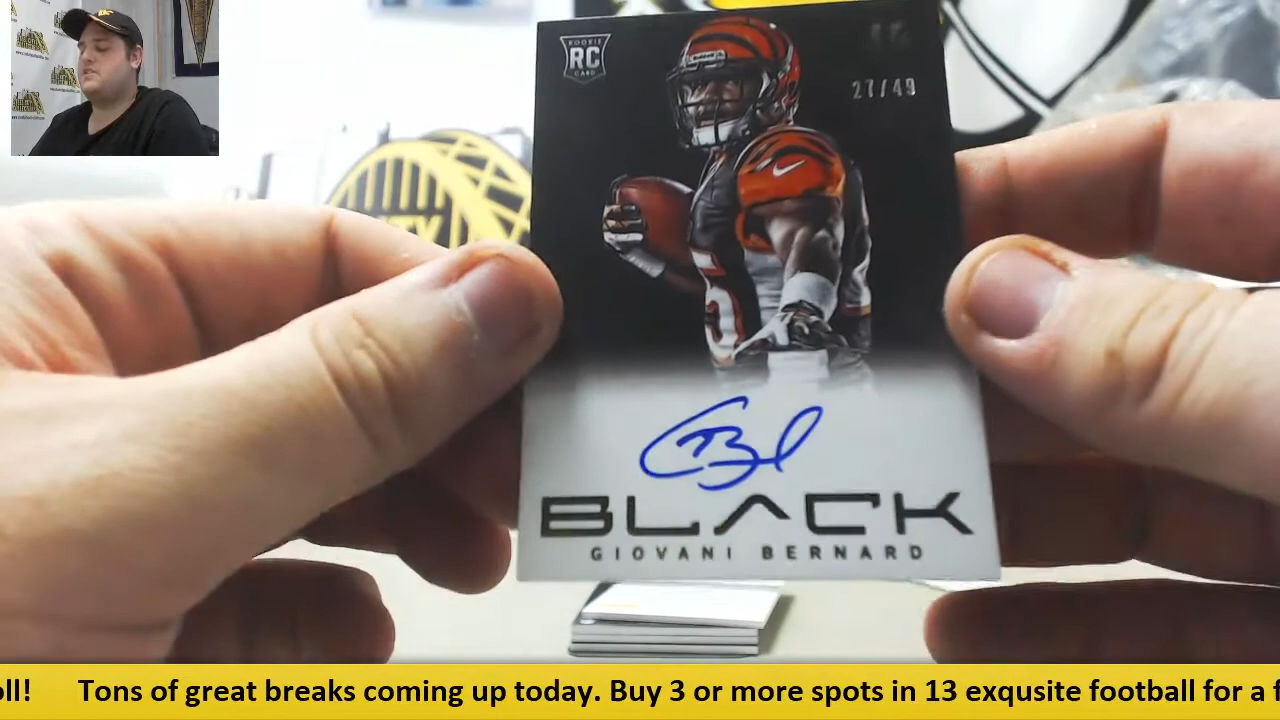 ROOKIE
RC
CARD
27/49
BLACK
GIOVANI BERNARD
oll! Tons of great breaks coming up today. Buy 3 or more spots in 13 exqusite football for a f